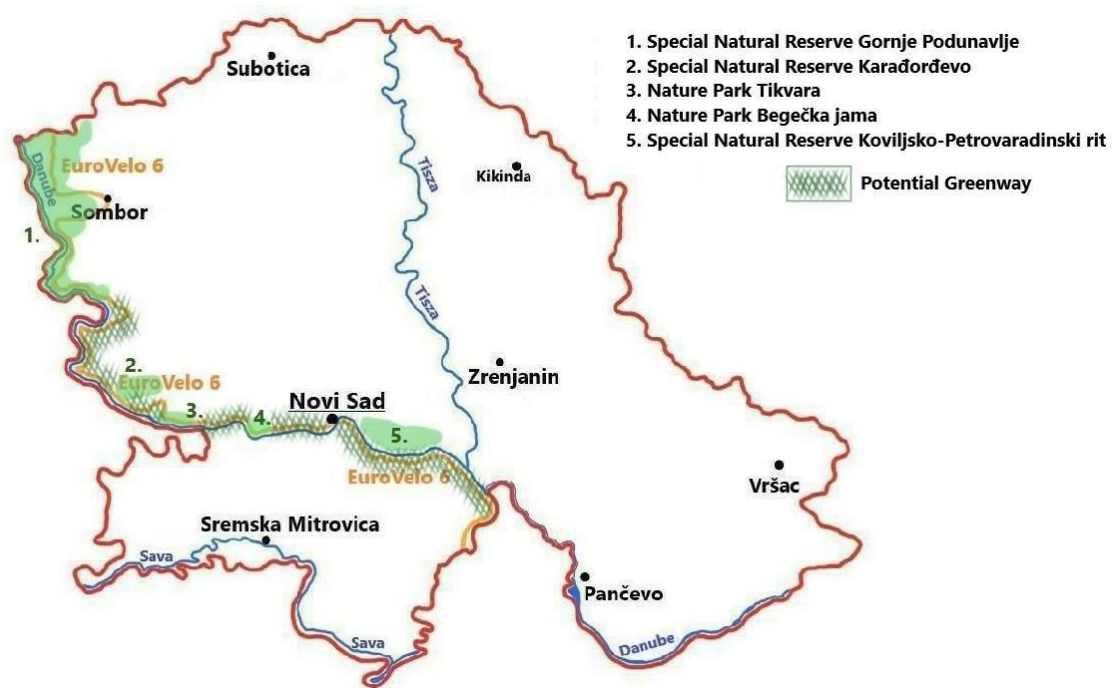 1. Special Natural Reserve Gornje Podunavlje
2. Special Natural Reserve Karađorđevo
3. Nature Park Tikvara
4. Nature Park Begečka jama
5. Special Natural Reserve Koviljsko-Petrovaradinski rit
Potential Greenway
Subotica
Tisza
Kikinda
Danube
EuroVelo 6
Sombor
1.
Tisza
2.
EuroVelo 6
Zrenjanin
Novi Sad
3.
4.
5.
EuroVelo 6
Vršac
Sremska Mitrovica
Sava
Pančevo
Sava
Danube